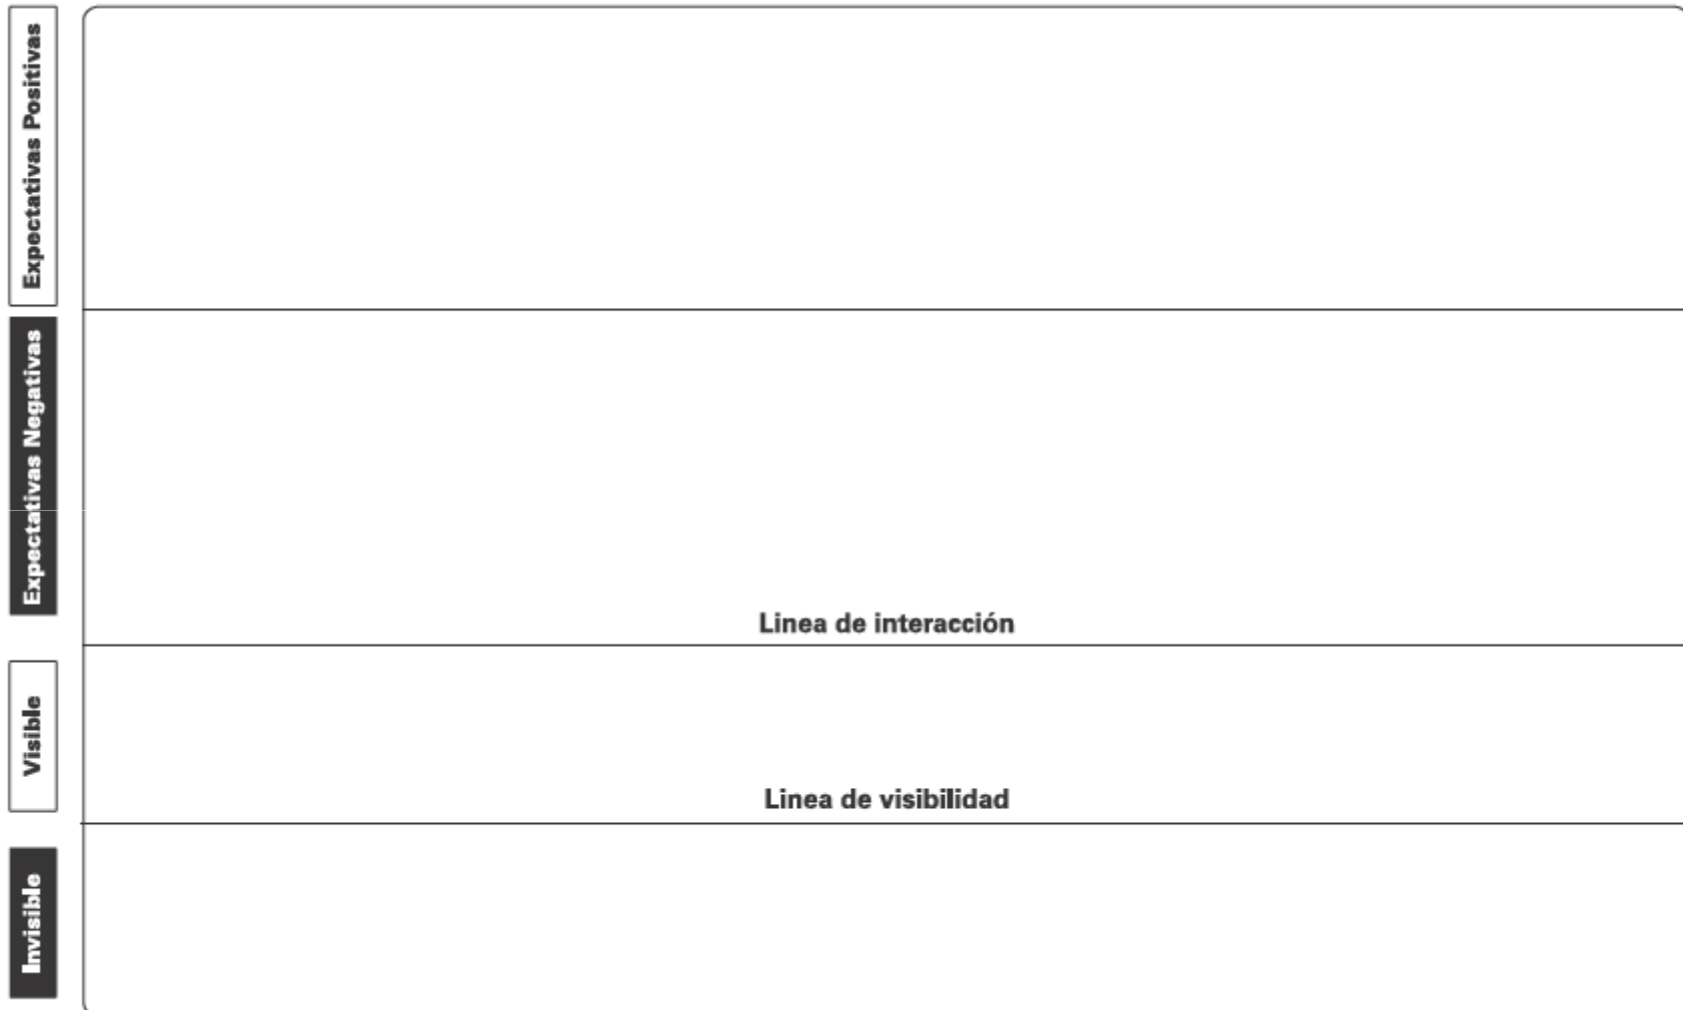 Expectativas Positivas
Expectativas Negativas
Linea de interacción
Visible
Linea de visibilidad
Invisible